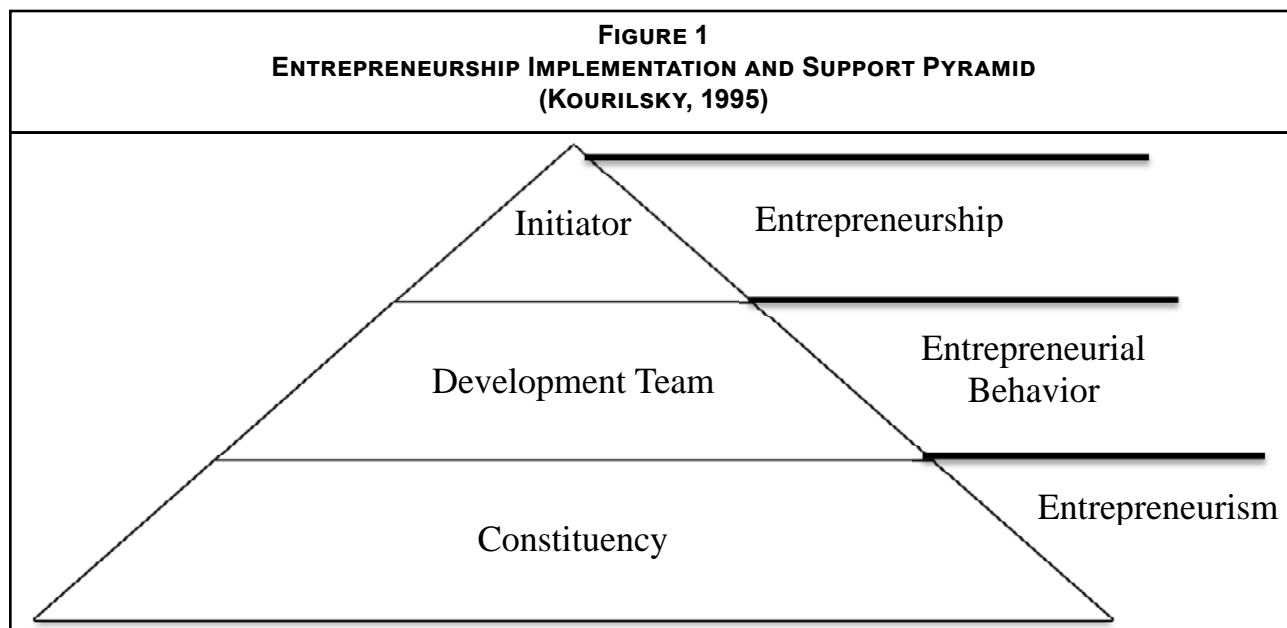 FIGURE 1
ENTREPRENEURSHIP IMPLEMENTATION AND SUPPORT PYRAMID
(KOURILSKY, 1995)
Initiator
Entrepreneurship
Development Team
Entrepreneurial
Behavior
Constituency
Entrepreneurism